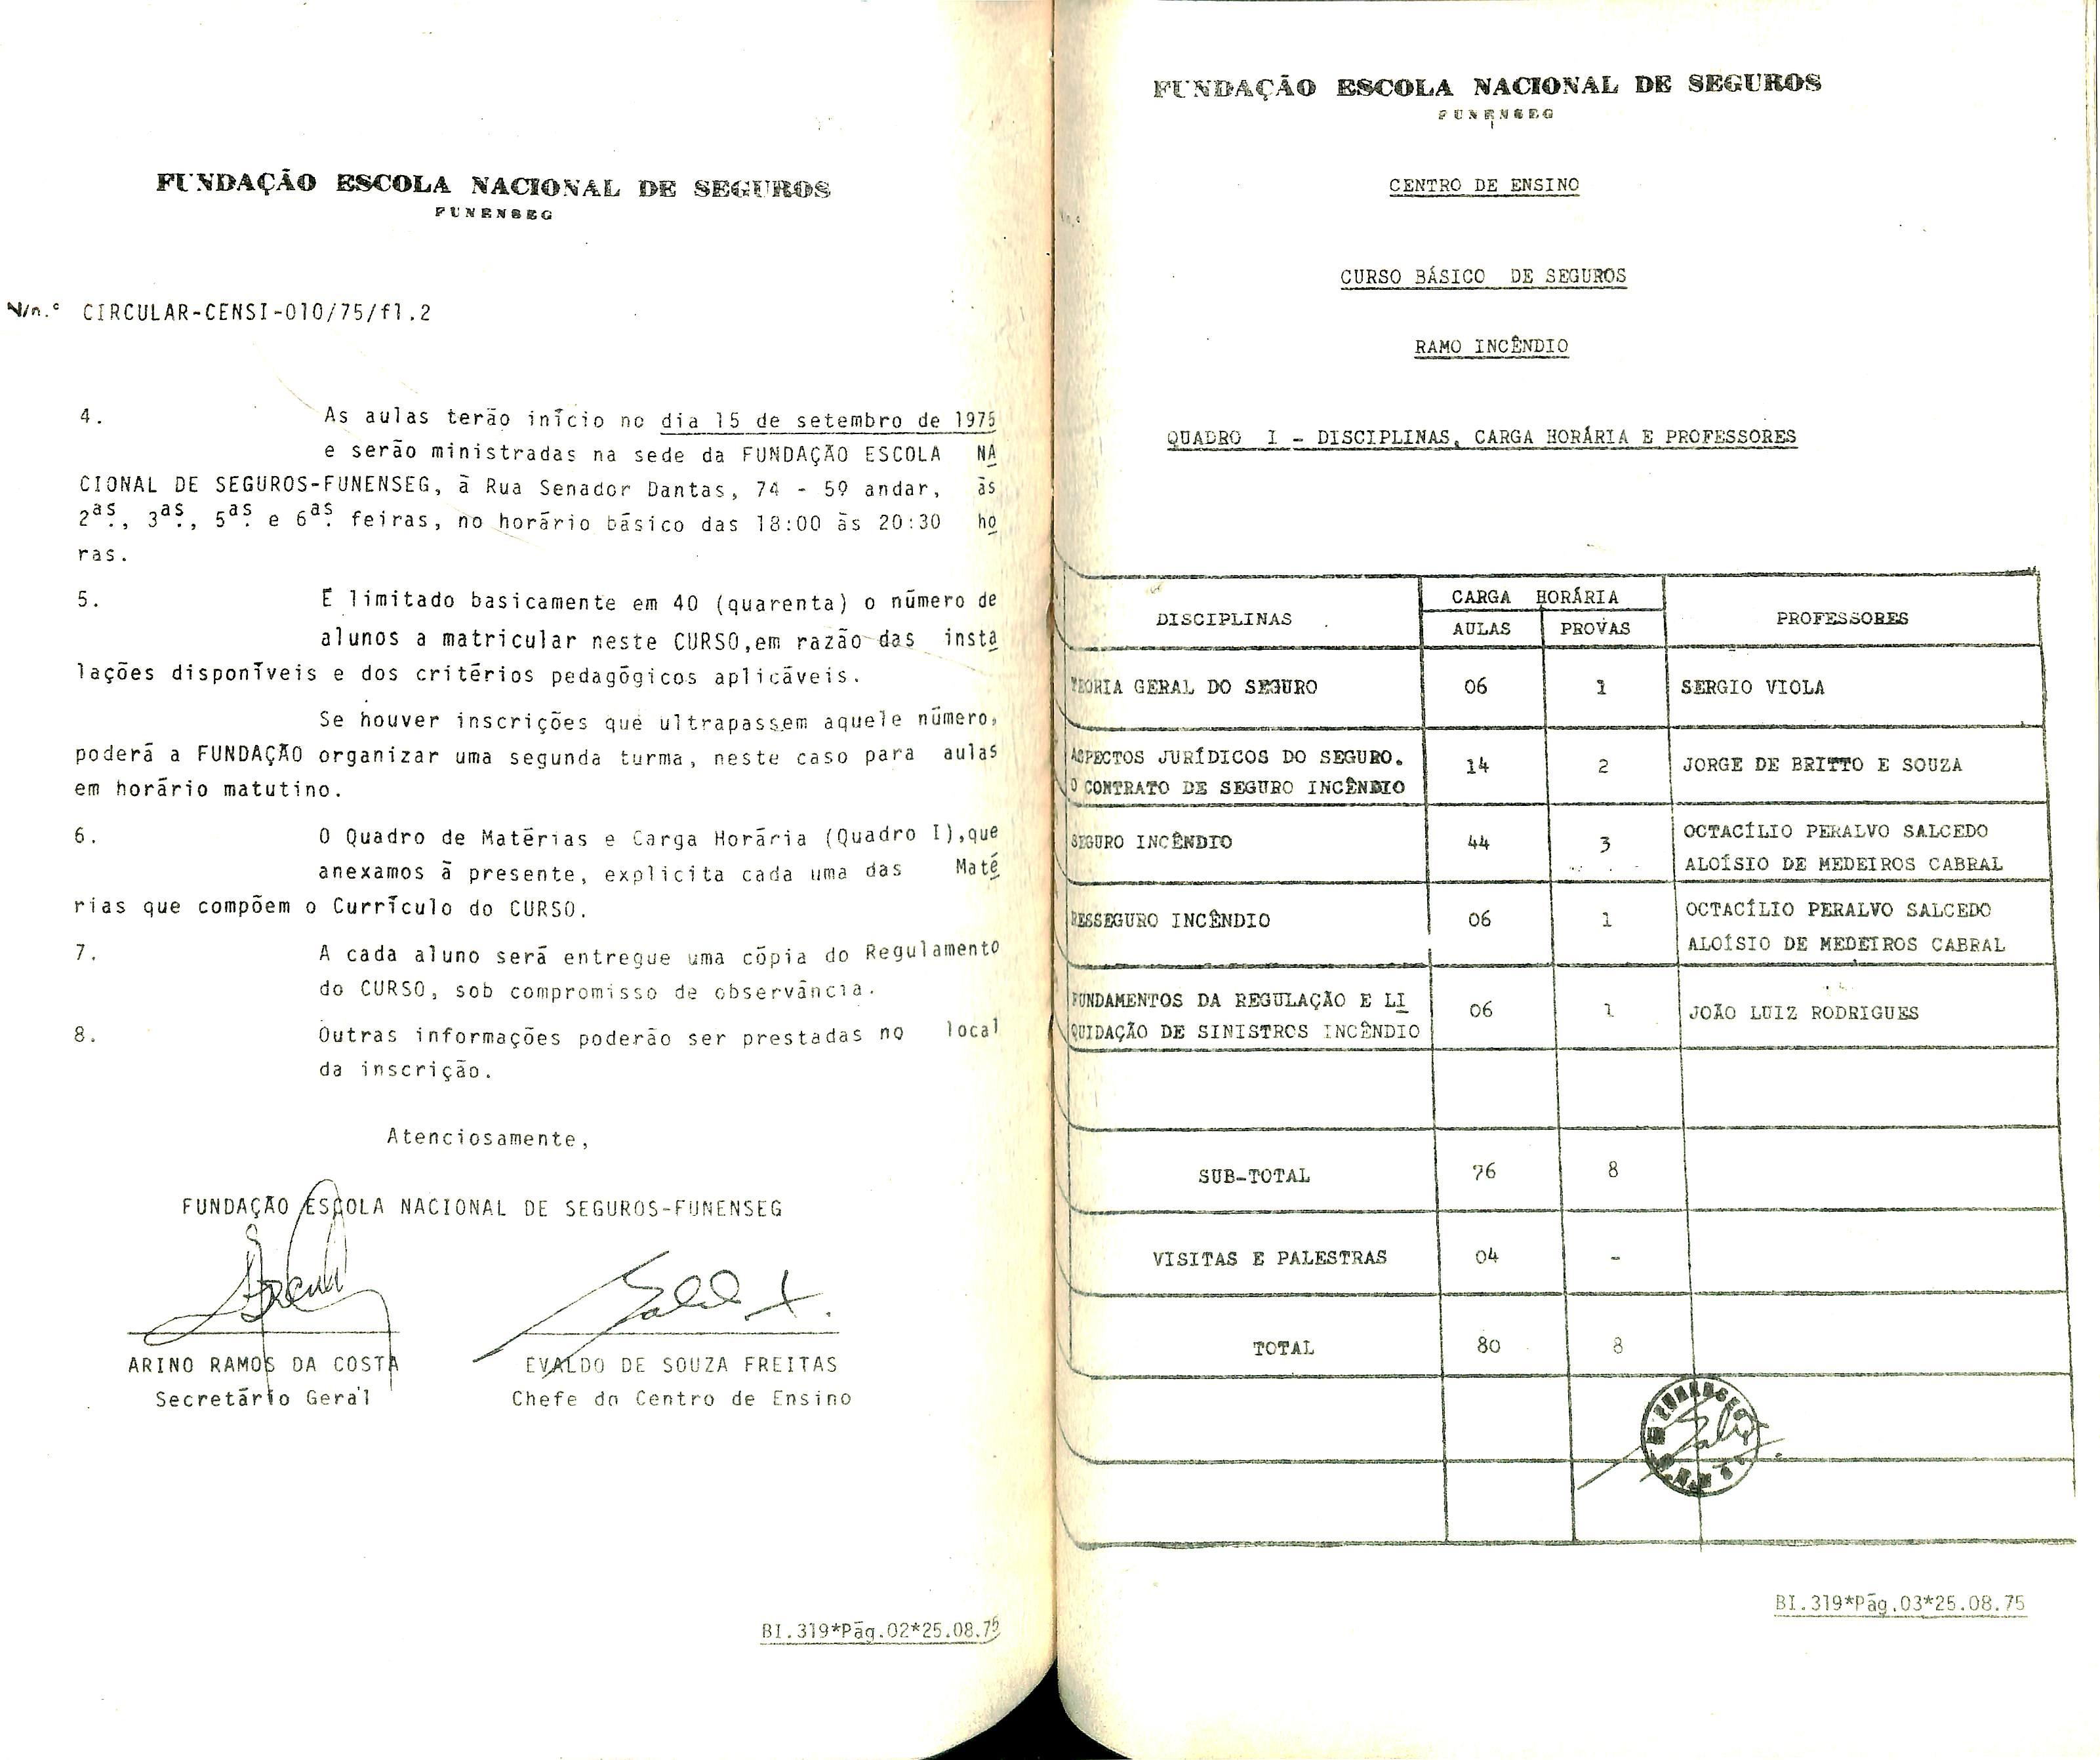 FUNDAÇÃO ESCOLA NACIONAL DE SEGUROS
FUNENSEG
N/n.º CIRCULAR-CENSI-010/75/fl.2
4. As aulas terão início no dia 15 de setembro de 1975
e serão ministradas na sede da FUNDAÇÃO ESCOLA NA
CIONAL DE SEGUROS-FUNENSEG, à Rua Senador Dantas, 74 - 5º andar, às
2as., 3as., 5as. e 6as. feiras, no horário básico das 18:00 às 20:30 ho
ras.
5. É limitado basicamente em 40 (quarenta) o número de
alunos a matricular neste CURSO,em razão das insta
lações disponíveis e dos critérios pedagógicos aplicáveis.
Se houver inscrições que ultrapassem aquele número,
poderá a FUNDAÇÃO organizar uma segunda turma, neste caso para aulas
em horário matutino.
6. O Quadro de Matérias e Carga Horária (Quadro I),que
anexamos à presente, explicita cada uma das Maté
rias que compõem o Currículo do CURSO.
7. A cada aluno será entregue uma cópia do Regulamento
do CURSO, sob compromisso de observância.
8. Outras informações poderão ser prestadas no local
da inscrição.
Atenciosamente,
FUNDAÇÃO ESCOLA NACIONAL DE SEGUROS-FUNENSEG
ARINO RAMOS DA COSTA EVALDO DE SOUZA FREITAS
Secretário Geral Chefe do Centro de Ensino
BI.319*Pág.02*25.08.75
FUNDAÇÃO ESCOLA NACIONAL DE SEGUROS
FUNENSEG
CENTRO DE ENSINO
CURSO BÁSICO DE SEGUROS
RAMO INCÊNDIO
QUADRO I - DISCIPLINAS, CARGA HORÁRIA E PROFESSORES
DISCIPLINAS CARGA HORÁRIA PROFESSORES
AULAS PROVAS
TEORIA GERAL DO SEGURO 06 1 SERGIO VIOLA
ASPECTOS JURÍDICOS DO SEGURO.
O CONTRATO DE SEGURO INCÊNDIO 14 2 JORGE DE BRITTO E SOUZA
SEGURO INCÊNDIO 44 3 OCTACÍLIO PERALVO SALCEDO
ALOÍSIO DE MEDEIROS CABRAL
RESSEGURO INCÊNDIO 06 1 OCTACÍLIO PERALVO SALCEDO
ALOÍSIO DE MEDEIROS CABRAL
FUNDAMENTOS DA REGULAÇÃO E LI
QUIDAÇÃO DE SINISTROS INCÊNDIO 06 1 JOÃO LUIZ RODRIGUES
SUB-TOTAL 76 8
VISITAS E PALESTRAS 04 -
TOTAL 80 8
FUNENSEG
BI.319*Pág.03*25.08.75